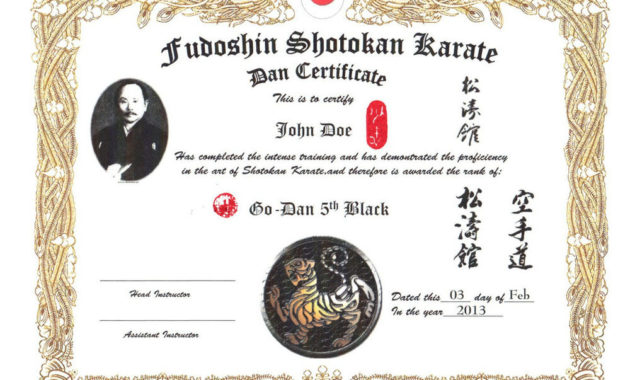 Fudoshin Shotokan Karate
Dan Certificate
This is to certify
John Doe
Has completed the intense training and has demontrated the proficiency
in the art of Shotokan Karate,and therefore is awarded the rank of:
Go-Dan 5th Black
松濤館
松濤館
空手道
Head Instructor
Assistant Instructor
Dated this 03 day of Feb
In the year 2013